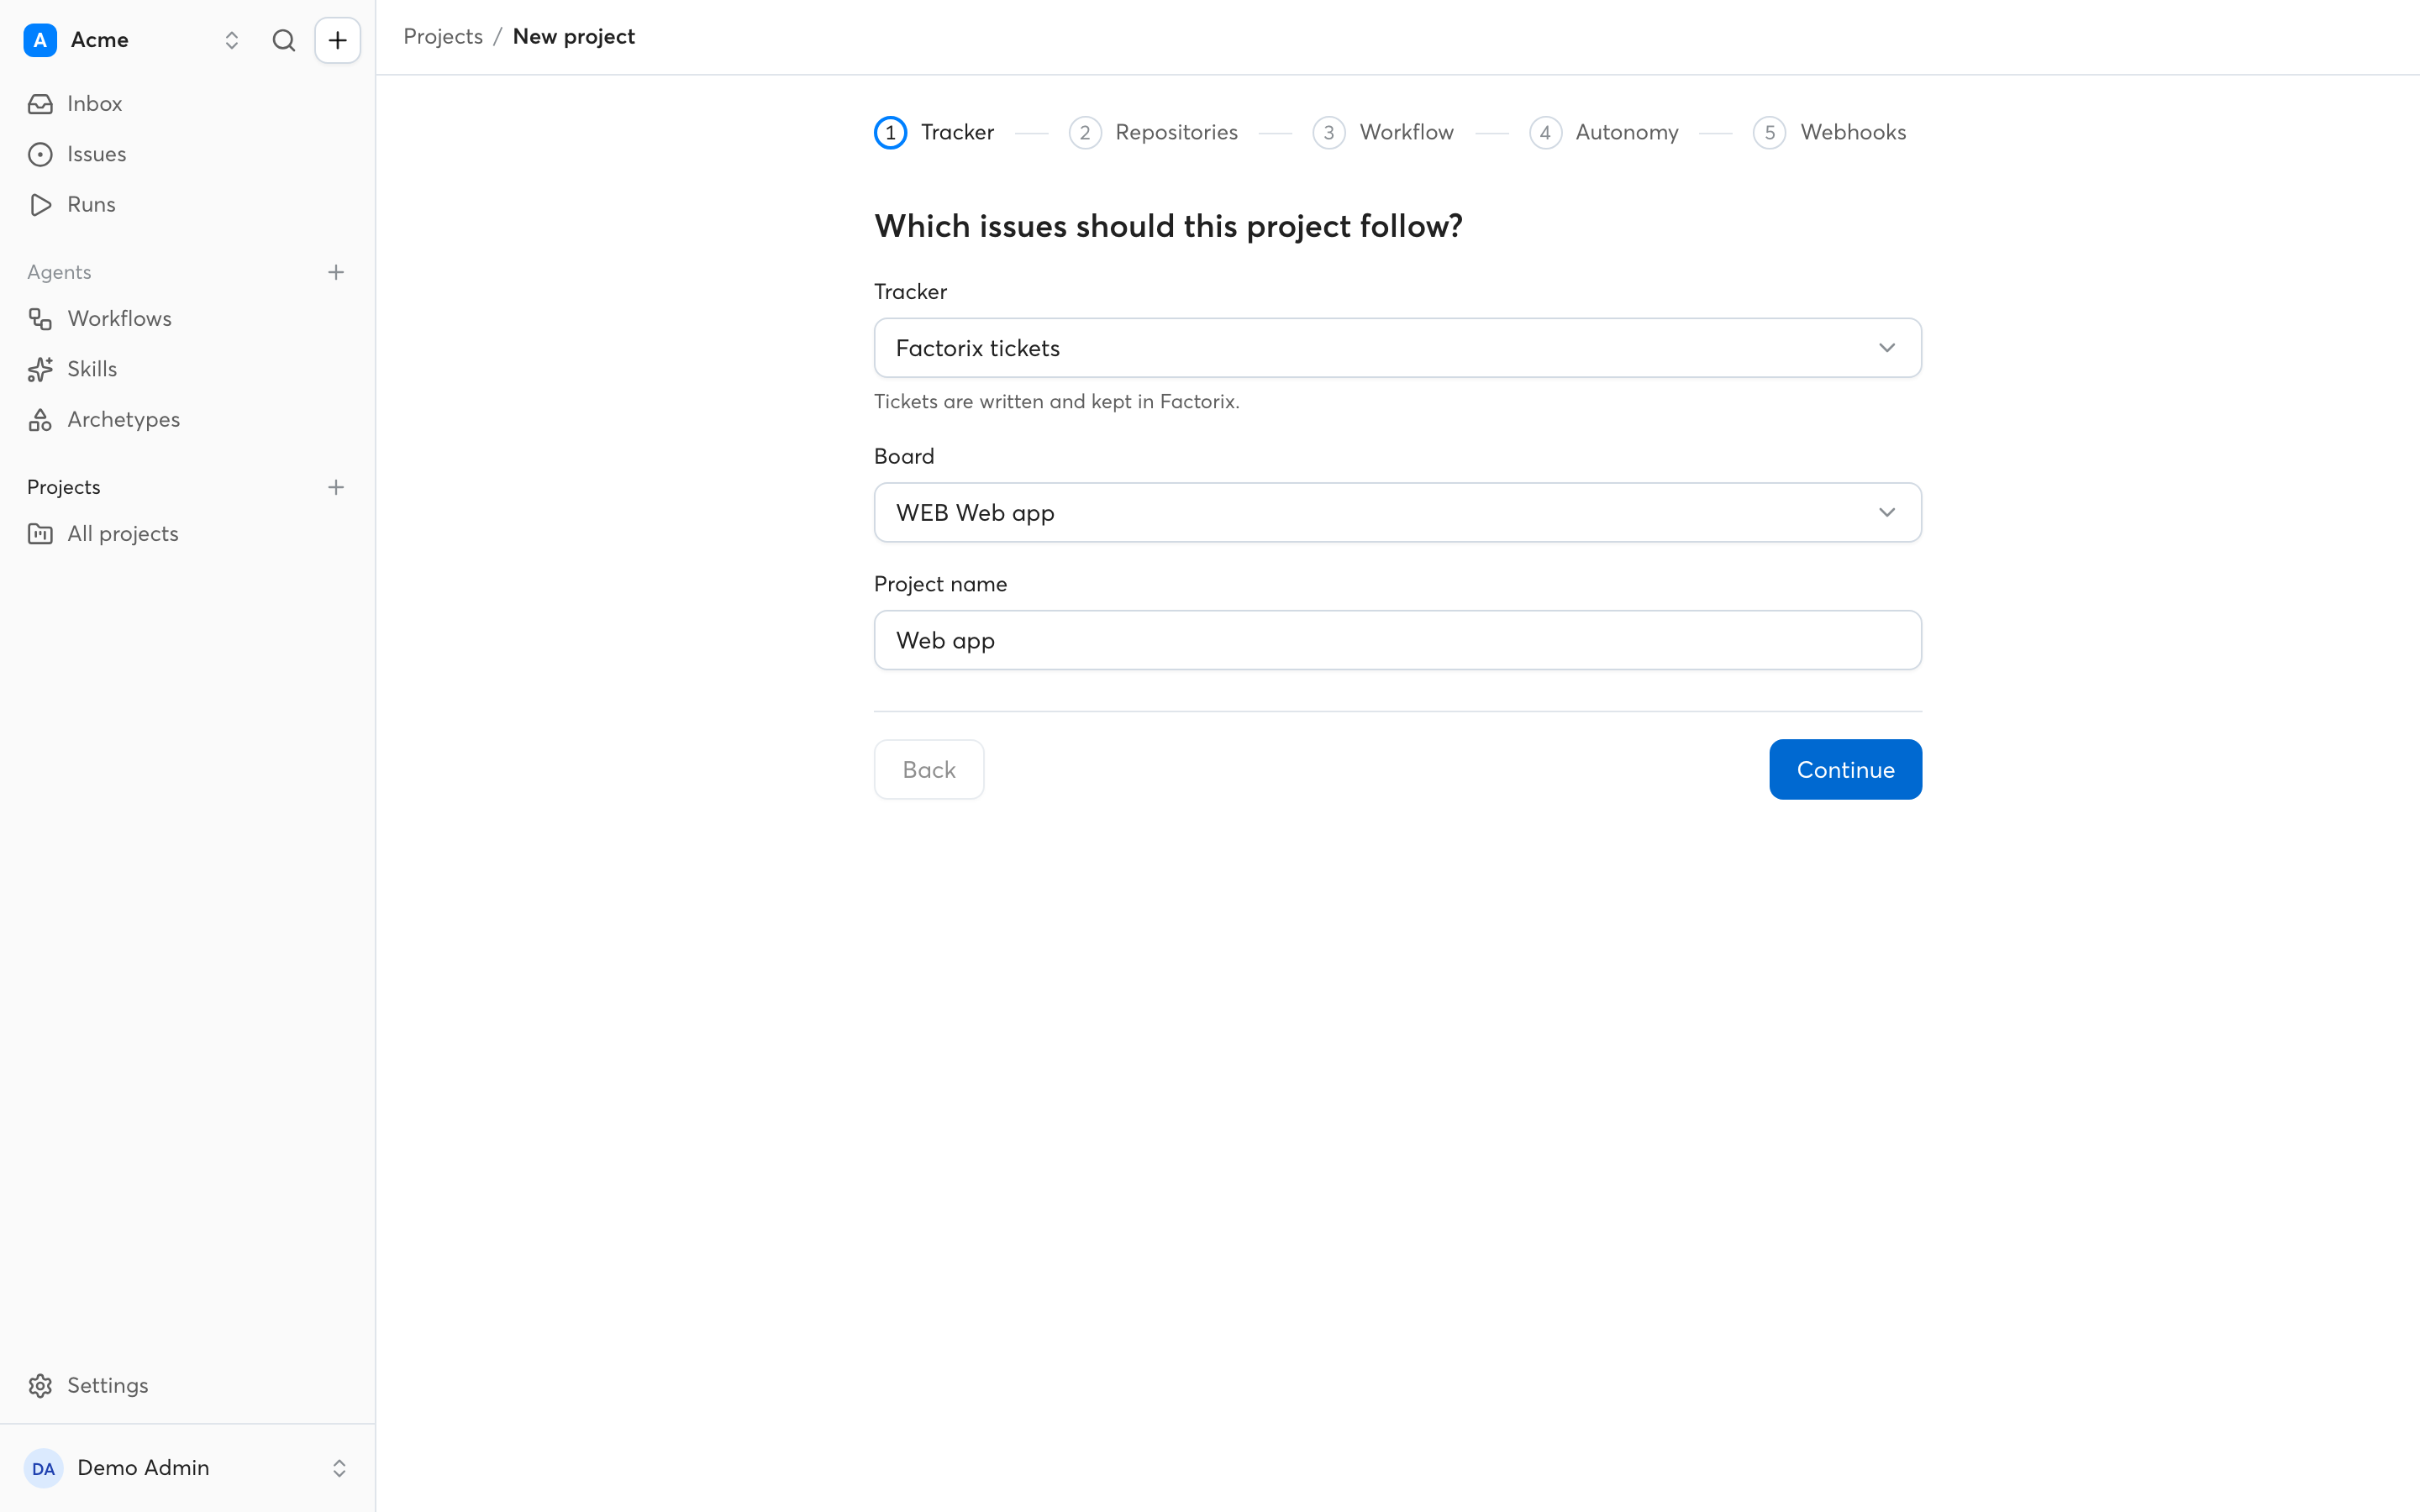 A Acme
Inbox
Issues
Runs
Agents
Workflows
Skills
Archetypes
Projects
All projects
Settings
DA Demo Admin
Projects / New project
1 Tracker 2 Repositories 3 Workflow 4 Autonomy 5 Webhooks
Which issues should this project follow?
Tracker
Factorix tickets
Tickets are written and kept in Factorix.
Board
WEB Web app
Project name
Web app
Back
Continue